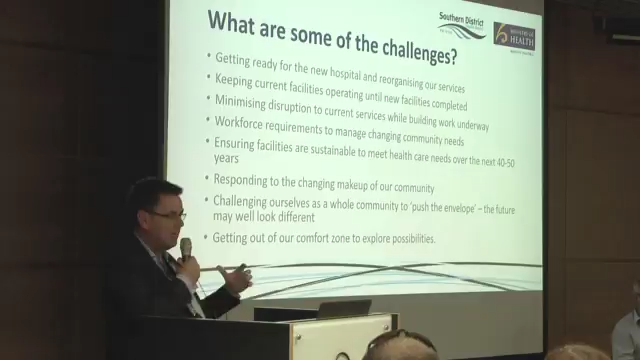 What are some of the challenges?
Southern District
MINISTRY OF
HEALTH
• Getting ready for the new hospital and reorganising our services
• Keeping current facilities operating until new facilities completed
• Minimising disruption to current services while building work underway
• Workforce requirements to manage changing community needs
• Ensuring facilities are sustainable to meet health care needs over the next 40-50
years
• Responding to the changing makeup of our community
• Challenging ourselves as a whole community to ‘push the envelope’ – the future
may well look different
• Getting out of our comfort zone to explore possibilities.